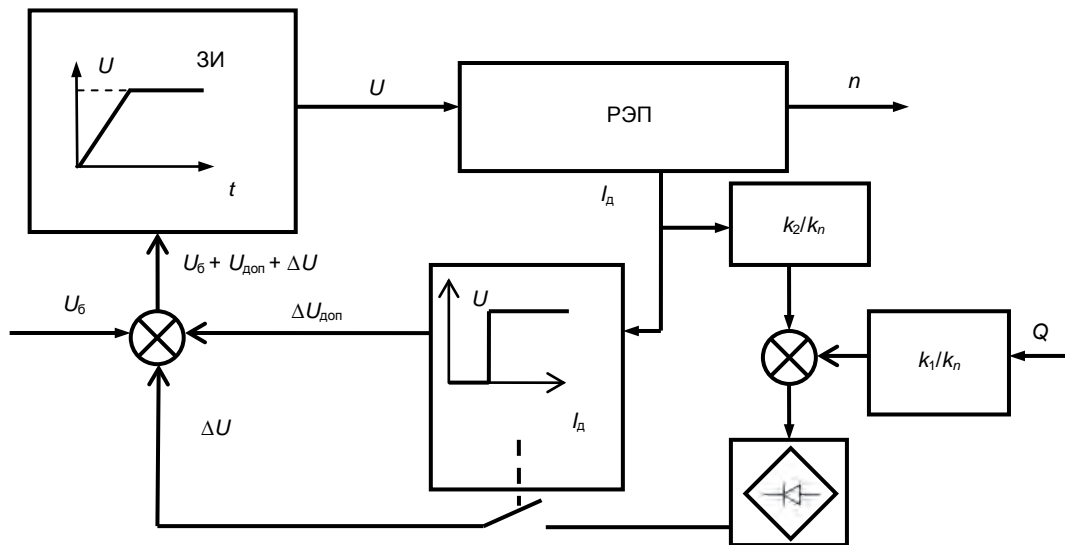 ЗИ
U
t
U
РЭП
n
Iд
k2/kn
Uб + Uдоп + ΔU
Uб
ΔUдоп
U
Iд
k1/kn
Q
ΔU